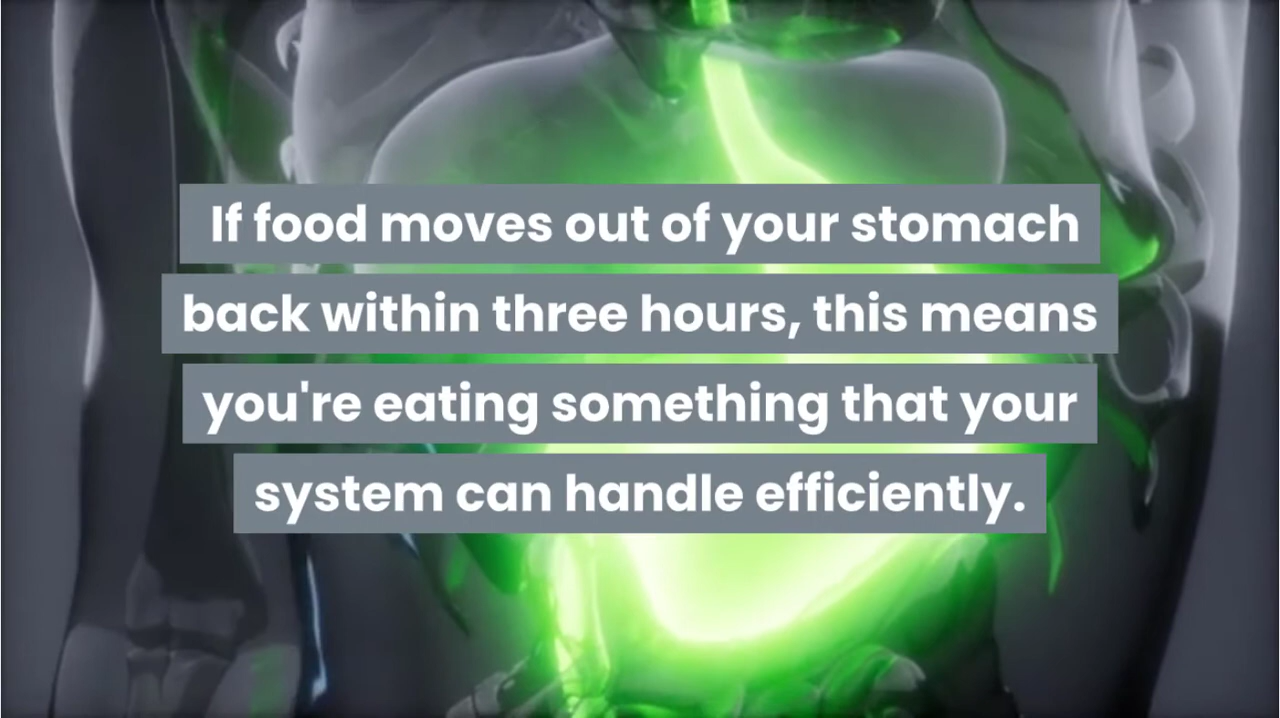 If food moves out of your stomach
back within three hours, this means
you're eating something that your
system can handle efficiently.